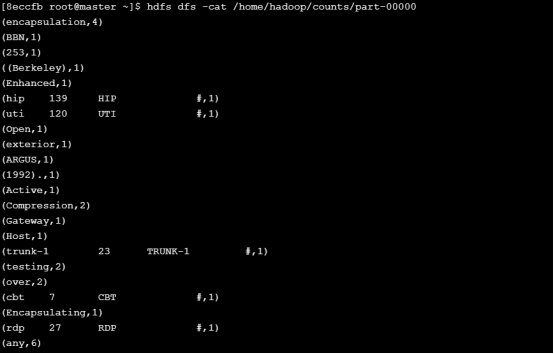 [8eccfb root@master ~]$ hdfs dfs -cat /home/hadoop/counts/part-00000
(encapsulation,4)
(BBN,1)
(253,1)
((Berkeley),1)
(Enhanced,1)
(hip    139     HIP             #,1)
(uti    120     UTI             #,1)
(Open,1)
(exterior,1)
(ARGUS,1)
(1992).,1)
(Active,1)
(Compression,2)
(Gateway,1)
(Host,1)
(trunk-1        23      TRUNK-1         #,1)
(testing,2)
(over,2)
(cbt    7       CBT             #,1)
(Encapsulating,1)
(rdp    27      RDP             #,1)
(any,6)